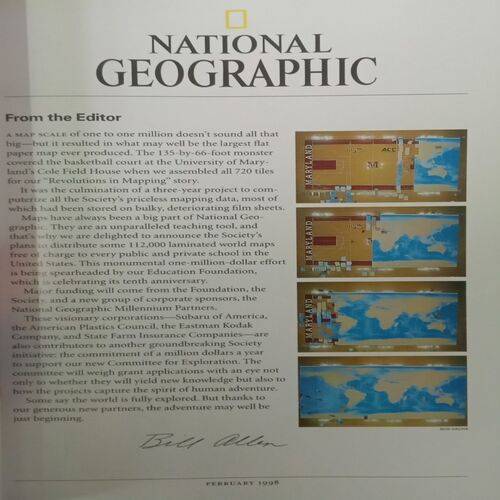 NATIONAL
GEOGRAPHIC
From the Editor
A MAP SCALE of one to one million doesn't sound all that
big—but it resulted in what may well be the largest flat
paper map ever produced. The 135-by-66-foot monster
covered the basketball court at the University of Mary-
land's Cole Field House when we assembled all 720 tiles
for our "Revolutions in Mapping" story.
It was the culmination of a three-year project to com-
puterize all the Society's priceless mapping data, most of
which had been stored on bulky, deteriorating film sheets.
Maps have always been a big part of National Geo-
graphic. They are an unparalleled teaching tool, and
that's why we are delighted to announce the Society's
plans to distribute some 112,000 laminated world maps
free of charge to every public and private school in the
United States. This monumental one-million-dollar effort
is being spearheaded by our Education Foundation,
which is celebrating its tenth anniversary.
Major funding will come from the Foundation, the
Society, and a new group of corporate sponsors, the
National Geographic Millennium Partners.
These visionary corporations—Subaru of America,
the American Plastics Council, the Eastman Kodak
Company, and State Farm Insurance Companies—are
also contributors to another groundbreaking Society
initiative: the commitment of a million dollars a year
to support our new Committee for Exploration. The
committee will weigh grant applications with an eye not
only to whether they will yield new knowledge but also to
how the projects capture the spirit of human adventure.
Some say the world is fully explored. But thanks to
our generous new partners, the adventure may well be
just beginning.
Bill Allen
MARYLAND
ACC
M
MARYLAND
MARYLAND
FEBRUARY 1998